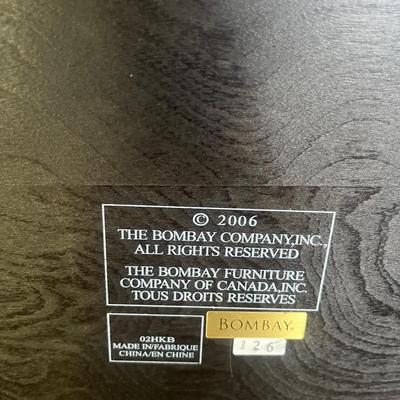 © 2006
THE BOMBAY COMPANY,INC.,
ALL RIGHTS RESERVED
THE BOMBAY FURNITURE
COMPANY OF CANADA,INC.
TOUS DROITS RESERVES
02HKB
MADE IN/FABRIQUE
CHINA/EN CHINE
BOMBAY
126